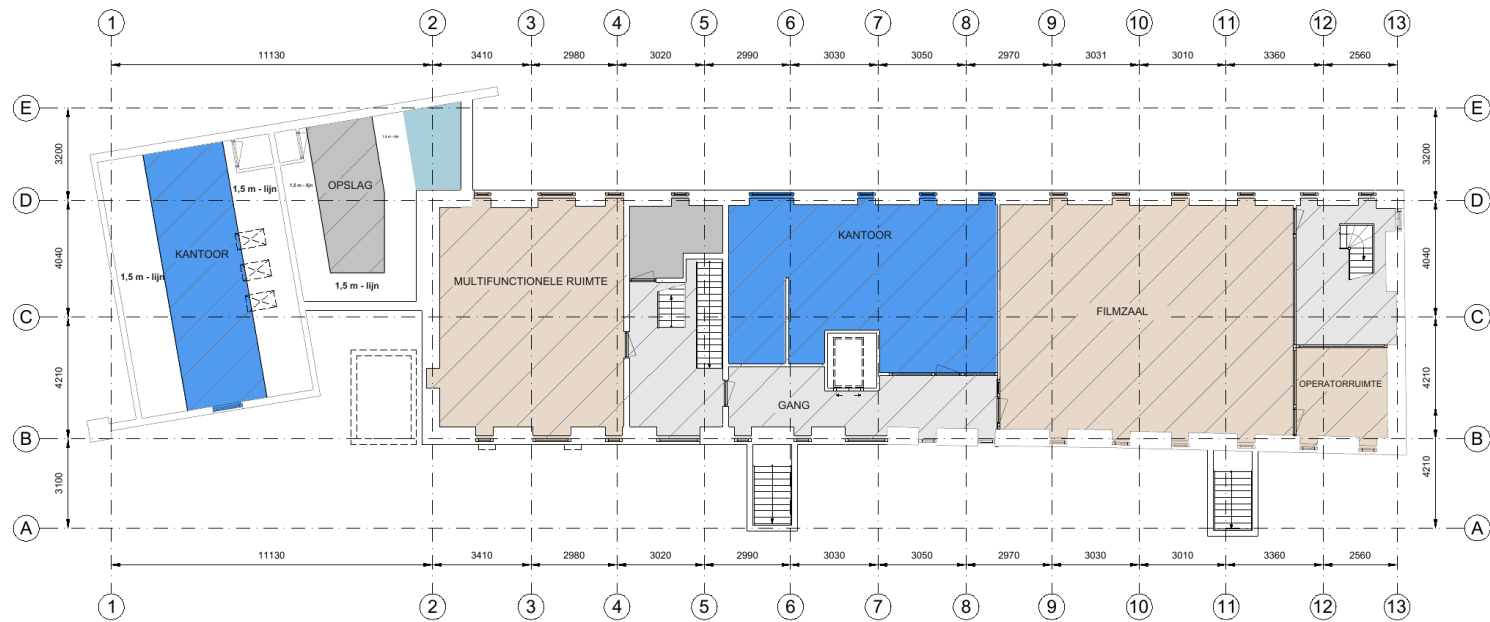 1 2 3 4 5 6 7 8 9 10 11 12 13
11130 3410 2980 3020 2990 3030 3050 2970 3031 3010 3360 2560
E E
3200 3200
1,5 m - lijn
OPSLAG
1,5 m - lijn
1,5 m - lijn
D D
KANTOOR
KANTOOR
4040 4040
1,5 m - lijn
MULTIFUNCTIONELE RUIMTE
1,5 m - lijn
C C
FILMZAAL
4210 4210
OPERATORRUIMTE
GANG
B B
3100 4210
A A
11130 3410 2980 3020 2990 3030 3050 2970 3030 3010 3360 2560
1 2 3 4 5 6 7 8 9 10 11 12 13